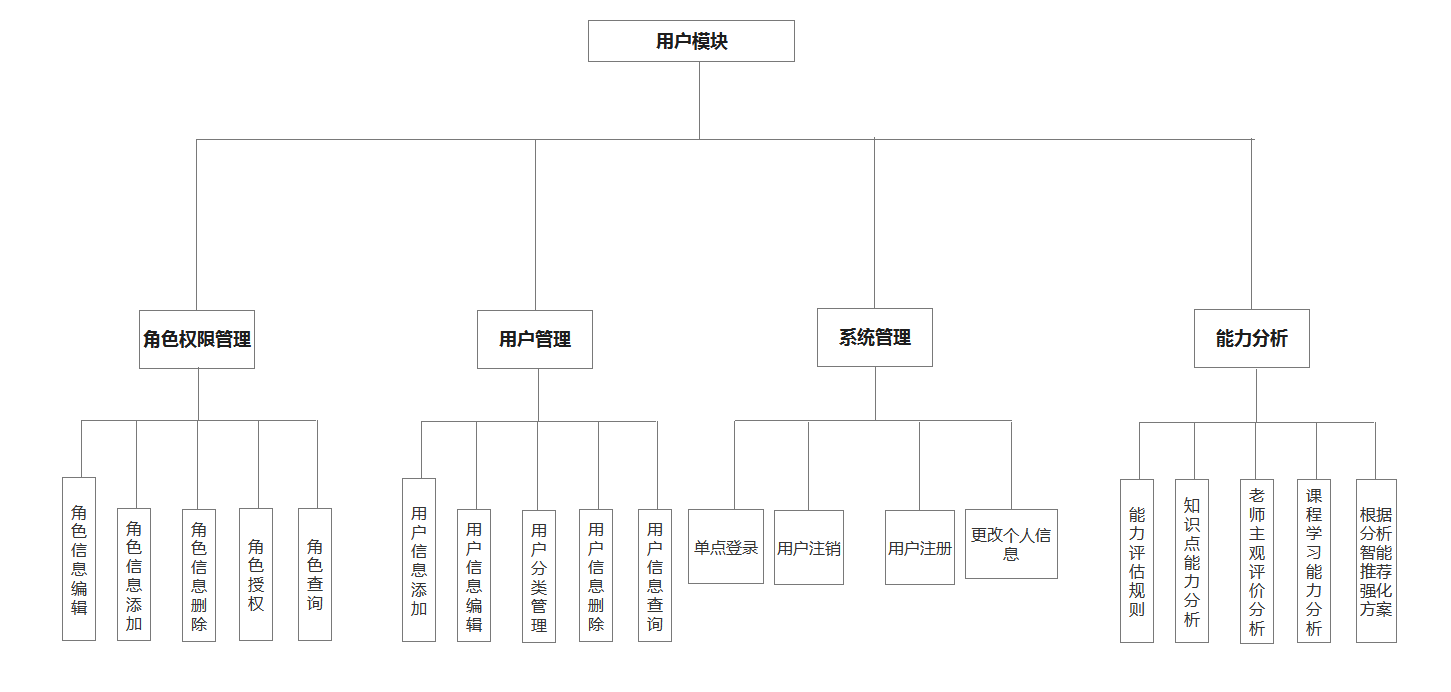 用户模块
角色权限管理
用户管理
系统管理
能力分析
角色信息编辑
角色信息添加
角色信息删除
角色授权
角色查询
用户信息添加
用户信息编辑
用户分类管理
用户信息删除
用户信息查询
单点登录
用户注销
用户注册
更改个人信
息
能力评估规则
知识点能力分析
老师主观评价分析
课程学习能力分析
根据
分析
智能
推荐
强化
方案